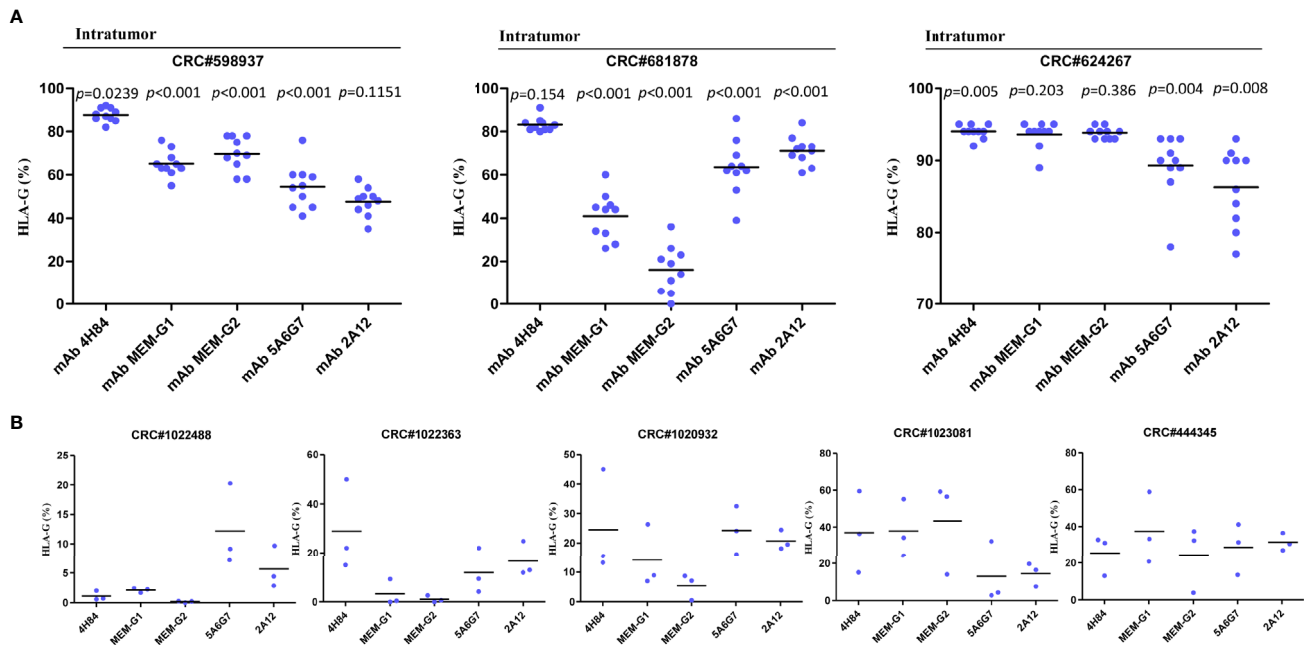 A
Intratumor
CRC#598937
p=0.0239 p<0.001 p<0.001 p<0.001 p=0.1151
HLA-G (%)
100
80
60
40
20
0
mAb 4H84
mAb MEM-G1
mAb MEM-G2
mAb 5A6G7
mAb 2A12
Intratumor
CRC#681878
p=0.154 p<0.001 p<0.001 p<0.001 p<0.001
HLA-G (%)
100
80
60
40
20
0
mAb 4H84
mAb MEM-G1
mAb MEM-G2
mAb 5A6G7
mAb 2A12
Intratumor
CRC#624267
p=0.005 p=0.203 p=0.386 p=0.004 p=0.008
HLA-G (%)
100
90
80
70
mAb 4H84
mAb MEM-G1
mAb MEM-G2
mAb 5A6G7
mAb 2A12
B
CRC#1022488
HLA-G (%)
25
20
15
10
5
0
4H84
MEM-G1
MEM-G2
5A6G7
2A12
CRC#1022363
HLA-G (%)
60
40
20
0
4H84
MEM-G1
MEM-G2
5A6G7
2A12
CRC#1020932
HLA-G (%)
50
40
30
20
10
0
4H84
MEM-G1
MEM-G2
5A6G7
2A12
CRC#1023081
HLA-G (%)
80
60
40
20
0
4H84
MEM-G1
MEM-G2
5A6G7
2A12
CRC#444345
HLA-G (%)
80
60
40
20
0
4H84
MEM-G1
MEM-G2
5A6G7
2A12